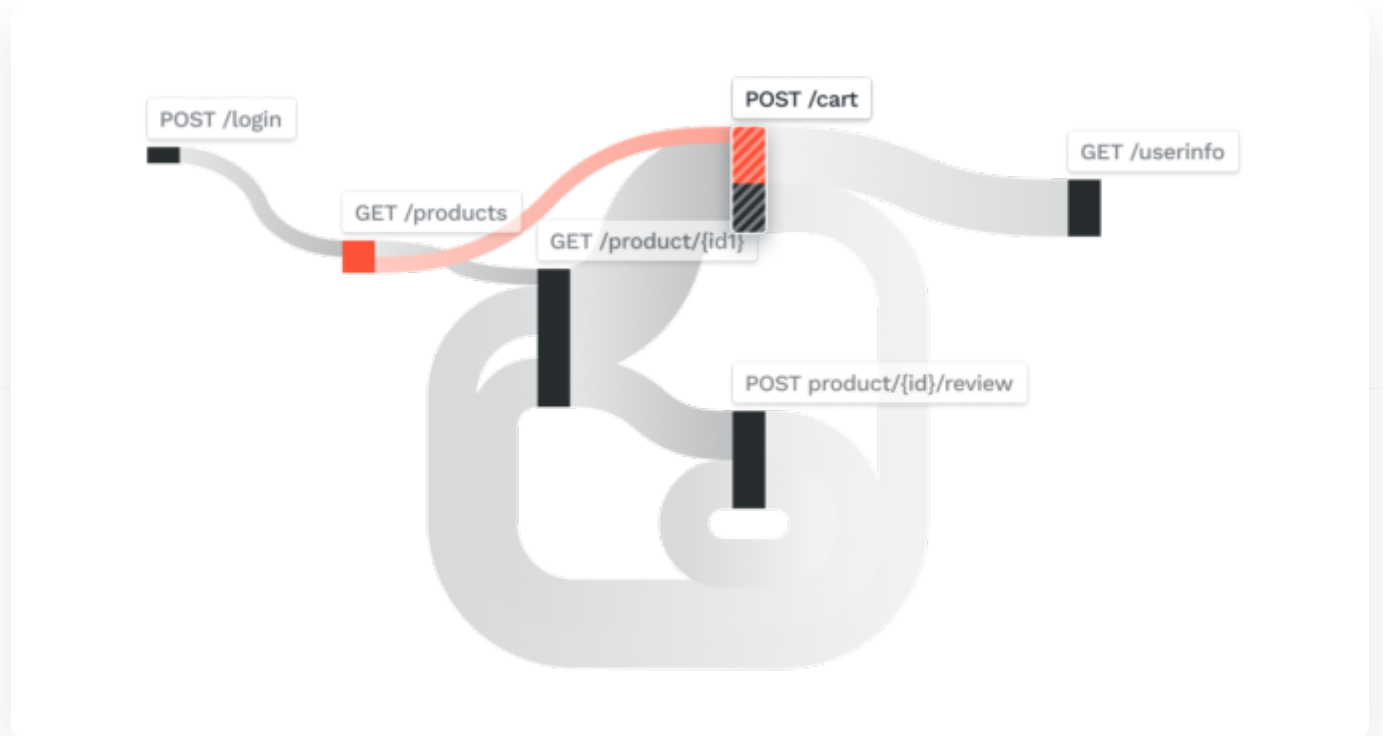 POST /cart
POST /login
GET /userinfo
GET /products
GET /product/{id1}
POST product/{id}/review